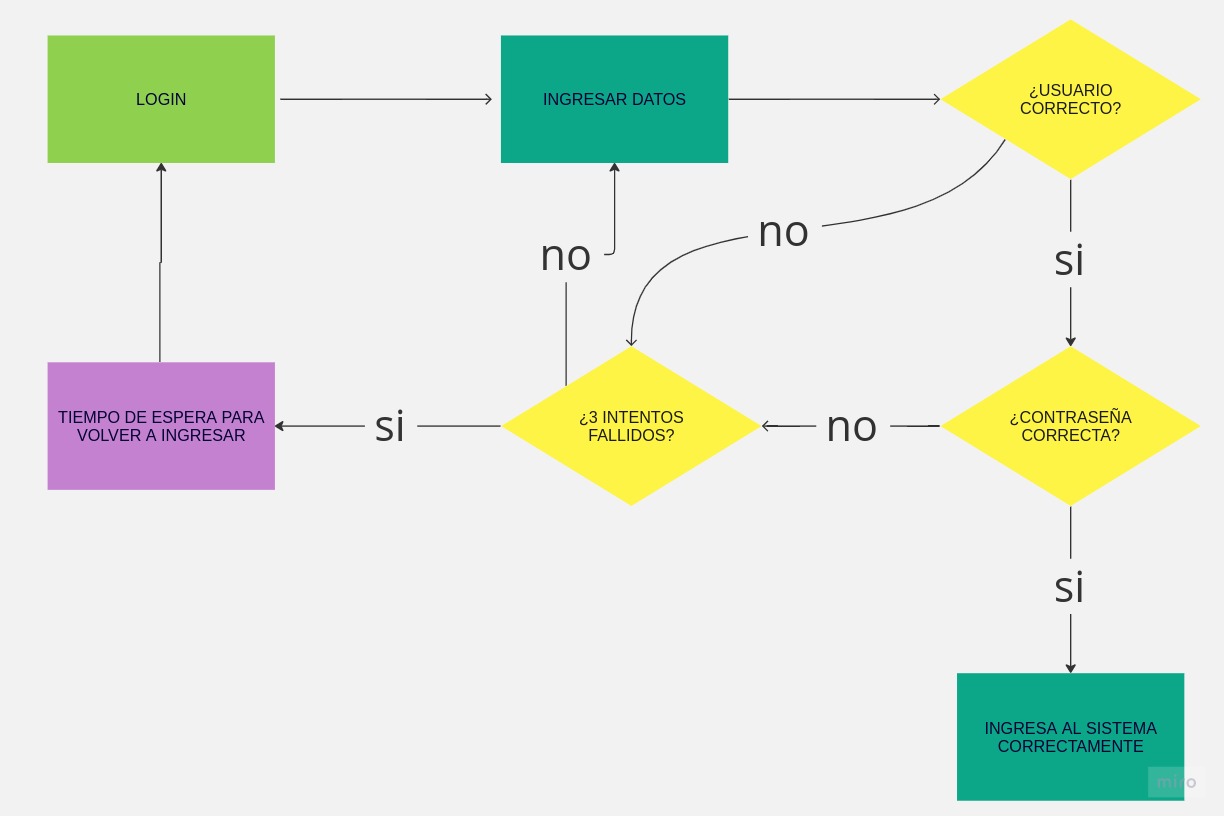 LOGIN
INGRESAR DATOS
¿USUARIO
CORRECTO?
no
no
si
TIEMPO DE ESPERA PARA
VOLVER A INGRESAR
si
¿3 INTENTOS
FALLIDOS?
no
¿CONTRASEÑA
CORRECTA?
si
INGRESA AL SISTEMA
CORRECTAMENTE
miro